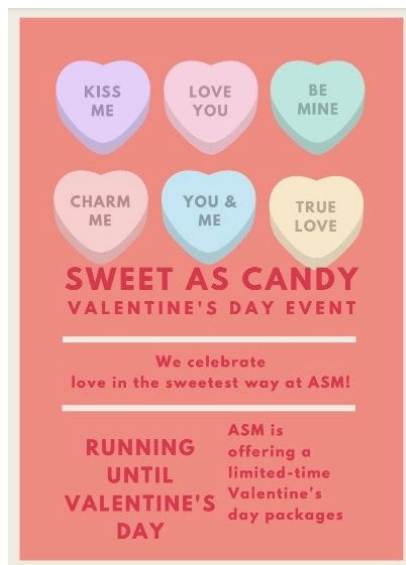 KISS
ME
LOVE
YOU
BE
MINE
CHARM
ME
YOU &
ME
TRUE
LOVE
SWEET AS CANDY
VALENTINE'S DAY EVENT
We celebrate
love in the sweetest way at ASM!
RUNNING
UNTIL
VALENTINE'S
DAY
ASM is
offering a
limited-time
Valentine's
day packages